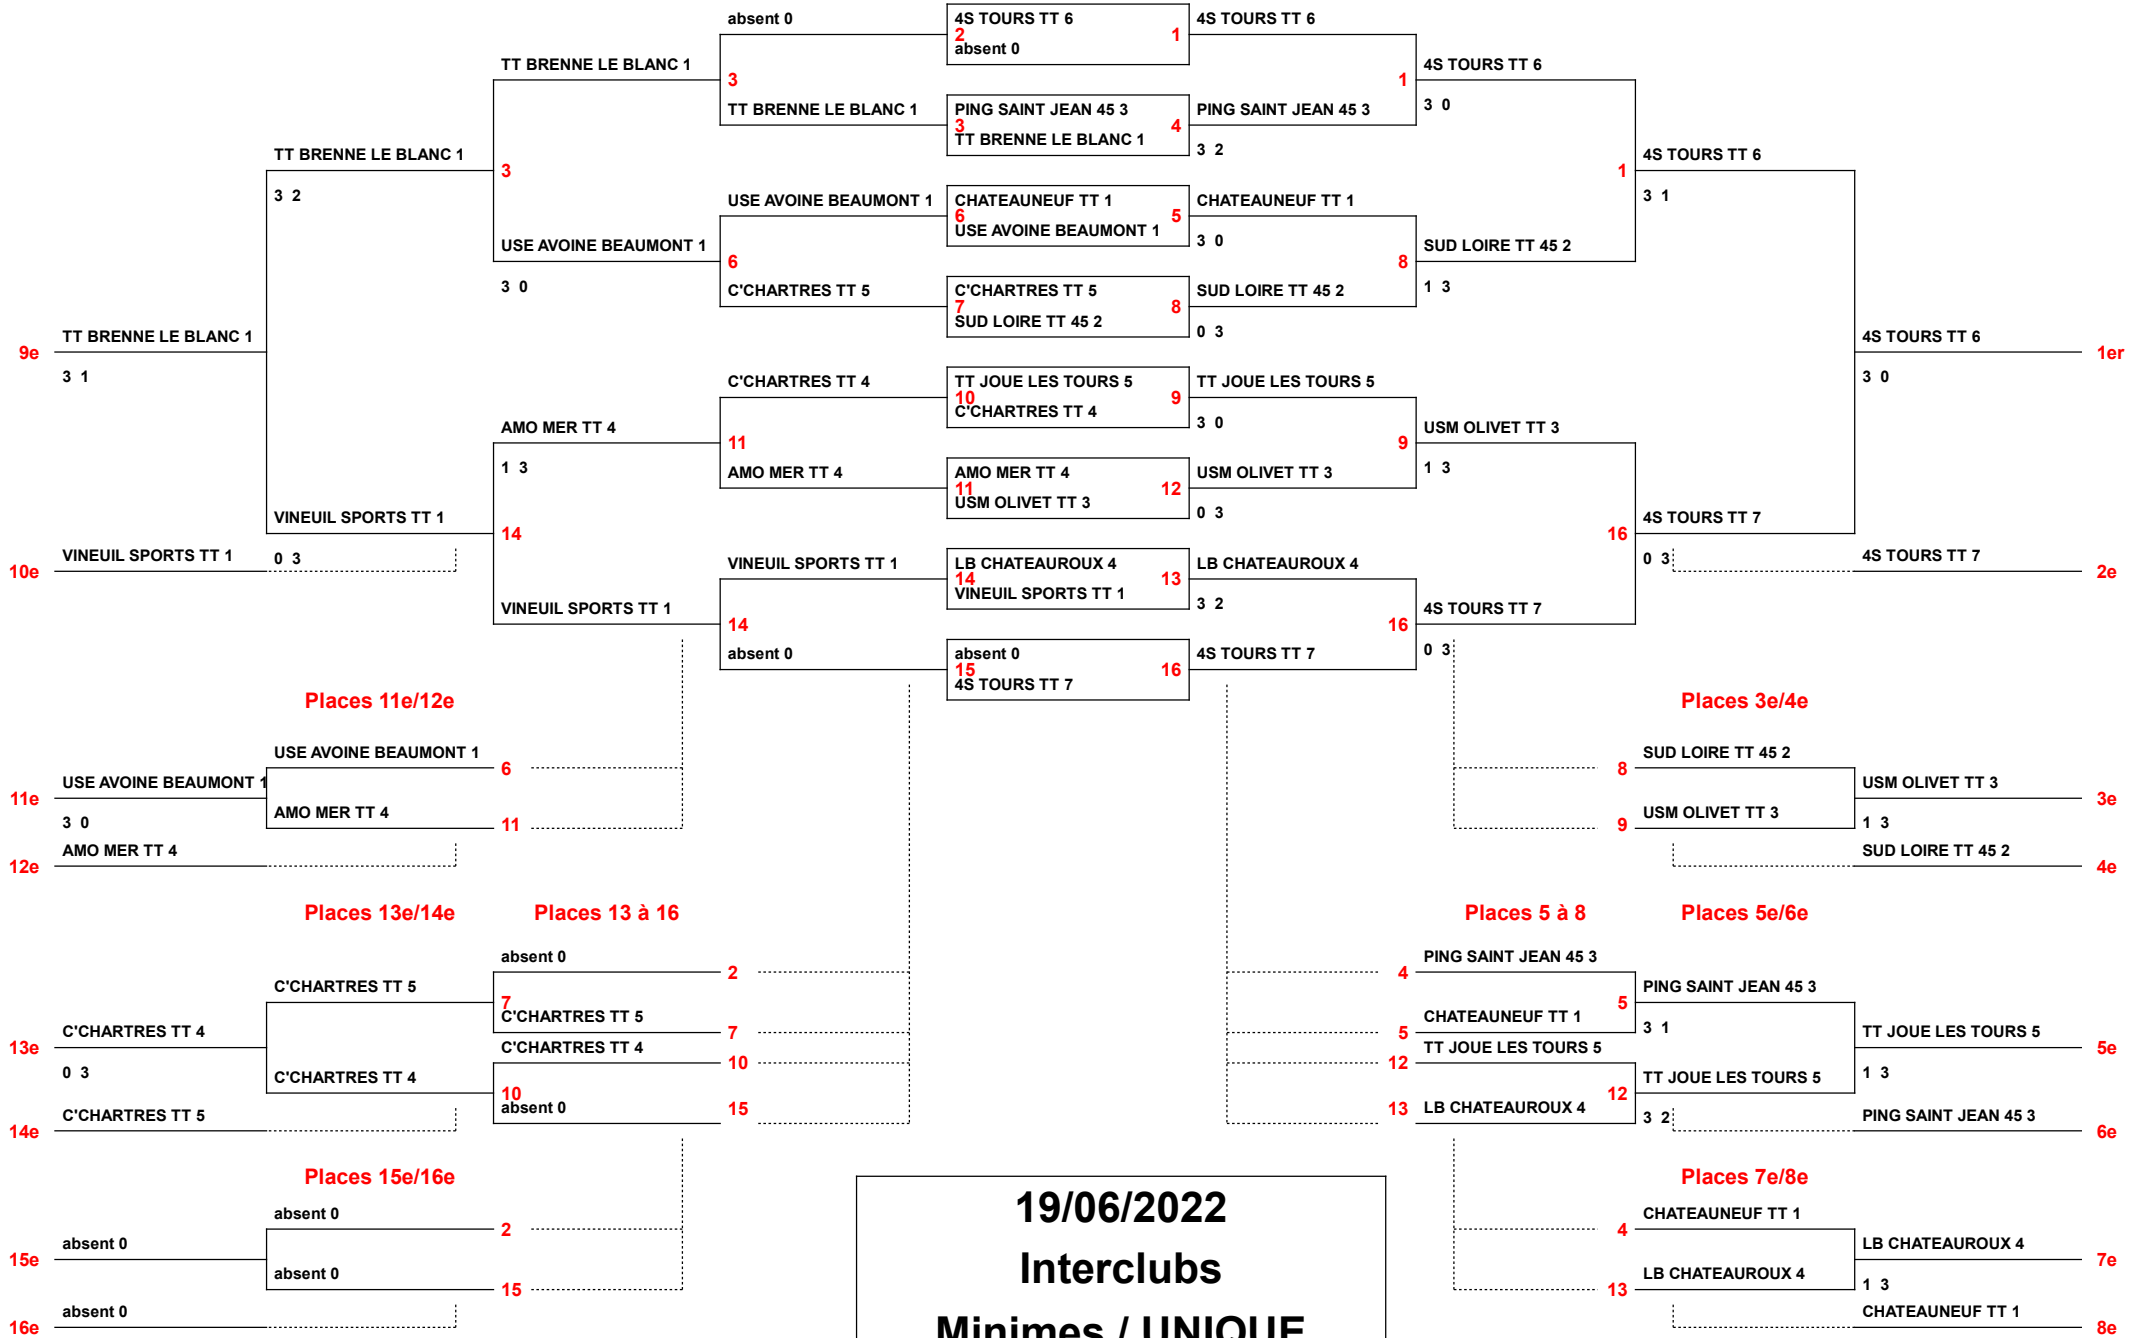 absent 0
4S TOURS TT 6
4S TOURS TT 6
2
1
absent 0
TT BRENNE LE BLANC 1
4S TOURS TT 6
3
1
TT BRENNE LE BLANC 1
PING SAINT JEAN 45 3
PING SAINT JEAN 45 3
3 0
3
4
TT BRENNE LE BLANC 1
3 2
TT BRENNE LE BLANC 1
4S TOURS TT 6
3
1
3 2
USE AVOINE BEAUMONT 1
CHATEAUNEUF TT 1
CHATEAUNEUF TT 1
3 1
6
5
USE AVOINE BEAUMONT 1
3 0
USE AVOINE BEAUMONT 1
SUD LOIRE TT 45 2
6
8
3 0
C'CHARTRES TT 5
C'CHARTRES TT 5
SUD LOIRE TT 45 2
1 3
7
8
SUD LOIRE TT 45 2
0 3
TT BRENNE LE BLANC 1
4S TOURS TT 6
9e
1er
3 1
3 0
C'CHARTRES TT 4
TT JOUE LES TOURS 5
TT JOUE LES TOURS 5
10
9
C'CHARTRES TT 4
3 0
AMO MER TT 4
USM OLIVET TT 3
11
9
1 3
AMO MER TT 4
AMO MER TT 4
USM OLIVET TT 3
1 3
11
12
USM OLIVET TT 3
0 3
VINEUIL SPORTS TT 1
4S TOURS TT 7
14
16
VINEUIL SPORTS TT 1
0 3
VINEUIL SPORTS TT 1
LB CHATEAUROUX 4
LB CHATEAUROUX 4
0 3
4S TOURS TT 7
10e
2e
14
13
VINEUIL SPORTS TT 1
3 2
VINEUIL SPORTS TT 1
4S TOURS TT 7
14
16
absent 0
absent 0
4S TOURS TT 7
0 3
15
16
4S TOURS TT 7
Places 11e/12e
Places 3e/4e
USE AVOINE BEAUMONT 1
6
8
SUD LOIRE TT 45 2
USE AVOINE BEAUMONT 1
USM OLIVET TT 3
11e
3e
3 0
AMO MER TT 4
11
9
USM OLIVET TT 3
1 3
AMO MER TT 4
SUD LOIRE TT 45 2
12e
4e
Places 13e/14e
Places 13 à 16
Places 5 à 8
Places 5e/6e
absent 0
2
4
PING SAINT JEAN 45 3
C'CHARTRES TT 5
PING SAINT JEAN 45 3
7
5
C'CHARTRES TT 5
7
5
CHATEAUNEUF TT 1
3 1
C'CHARTRES TT 4
TT JOUE LES TOURS 5
13e
5e
C'CHARTRES TT 4
10
12
TT JOUE LES TOURS 5
0 3
C'CHARTRES TT 4
TT JOUE LES TOURS 5
1 3
10
12
absent 0
15
13
LB CHATEAUROUX 4
C'CHARTRES TT 5
3 2
PING SAINT JEAN 45 3
14e
6e
Places 15e/16e
Places 7e/8e
absent 0
2
4
CHATEAUNEUF TT 1
absent 0
LB CHATEAUROUX 4
15e
7e
absent 0
15
13
LB CHATEAUROUX 4
1 3
absent 0
CHATEAUNEUF TT 1
16e
8e
19/06/2022
Interclubs
Minimes / UNIQUE